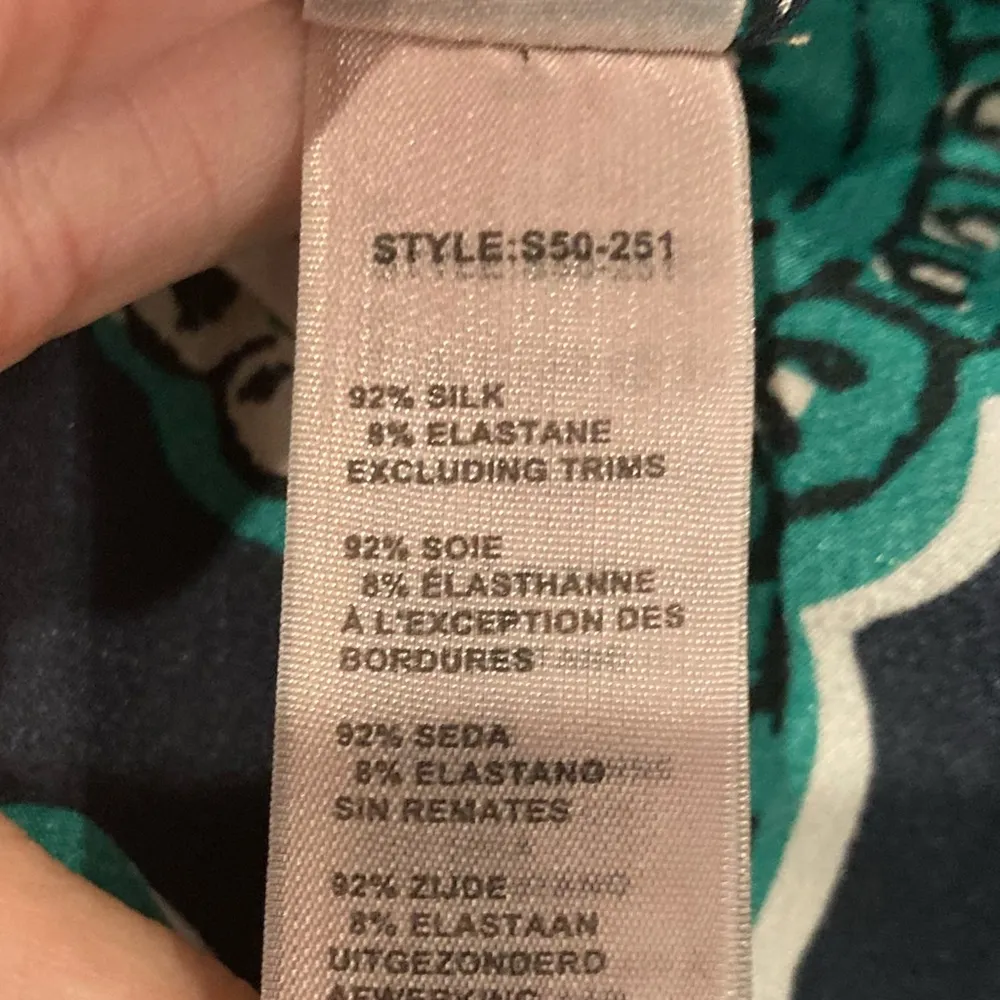 STYLE:S50-251
92% SILK
8% ELASTANE
EXCLUDING TRIMS
92% SOIE
8% ÉLASTHANNE
À L'EXCEPTION DES
BORDURES
92% SEDA
8% ELASTANO
SIN REMATES
92% ZIJDE
8% ELASTAAN
UITGEZONDERD
AFWERKING